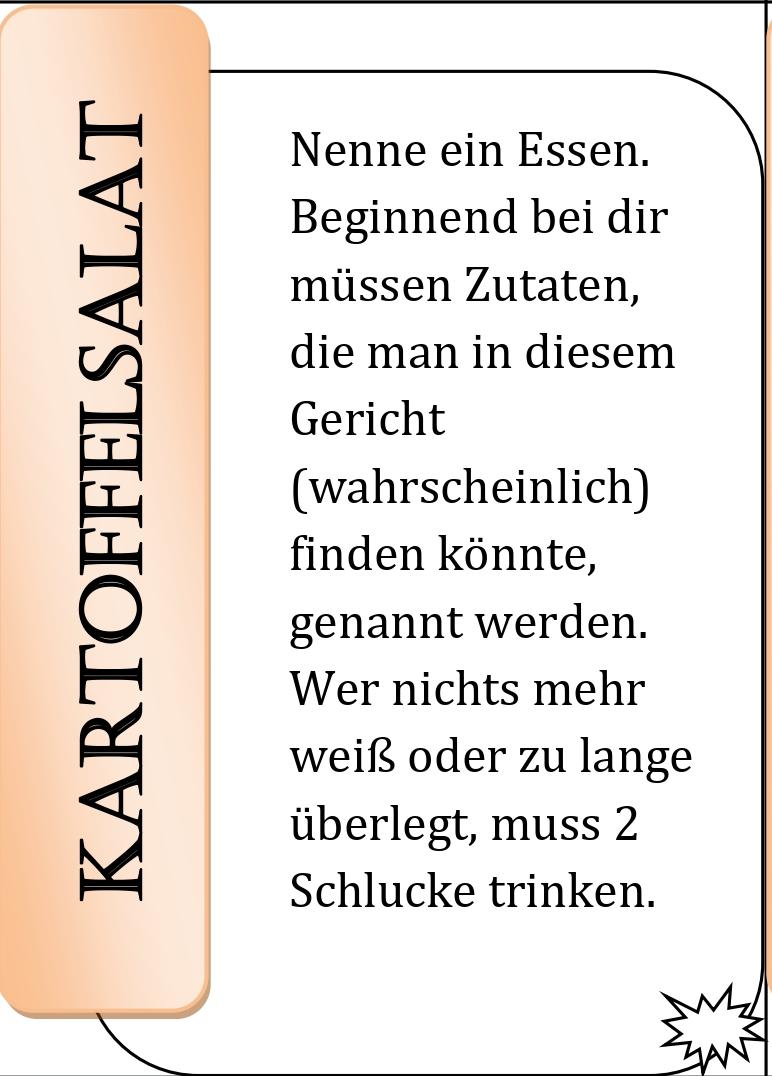 KARTOFFELSALAT
Nenne ein Essen.
Beginnend bei dir
müssen Zutaten,
die man in diesem
Gericht
(wahrscheinlich)
finden könnte,
genannt werden.
Wer nichts mehr
weiß oder zu lange
überlegt, muss 2
Schlucke trinken.